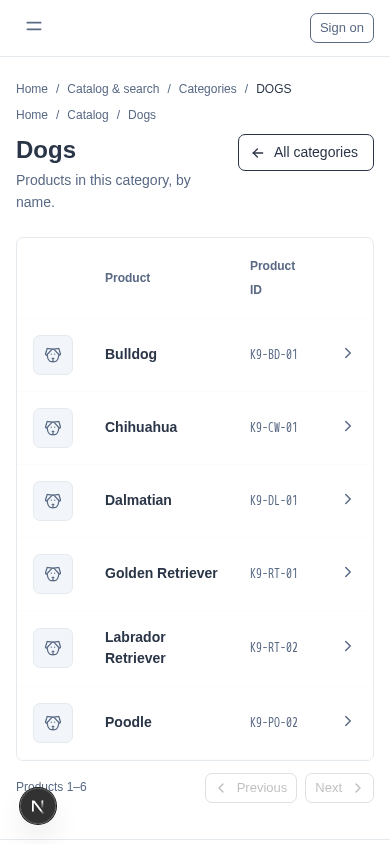 Sign on
Home / Catalog & search / Categories / DOGS
Home / Catalog / Dogs
Dogs
All categories
Products in this category, by
name.
Product
Product
ID
Bulldog
K9-BD-01
Chihuahua
K9-CW-01
Dalmatian
K9-DL-01
Golden Retriever
K9-RT-01
Labrador
Retriever
K9-RT-02
Poodle
K9-PO-02
Products 1–6
Previous
Next
N